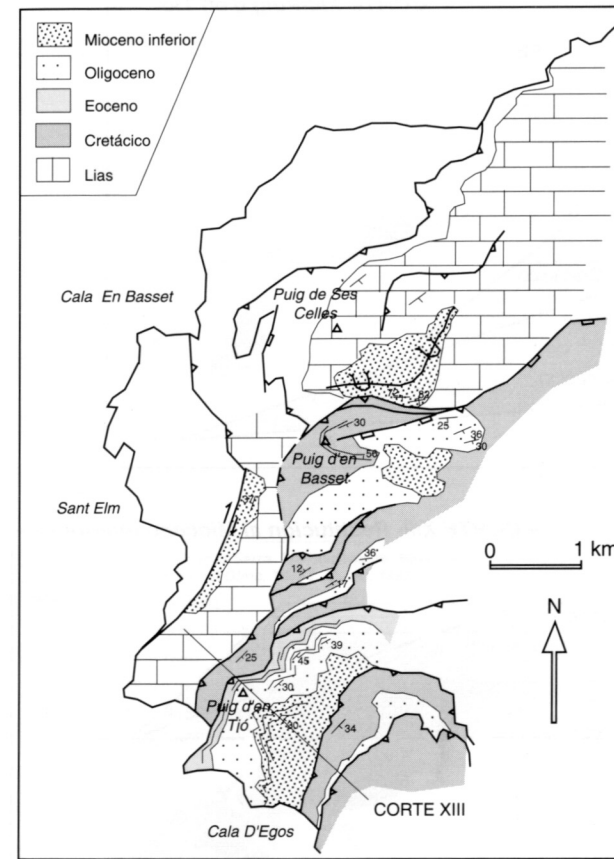 Mioceno inferior
Oligoceno
Eoceno
Cretácico
Lias
Cala En Basset
Puig de Ses
Celles
30
25
36
30
Puig d'en
Basset
56
Sant Elm
0 1 km
12
36
17
N
39
25
45
30
Puig d'en
Tió
30
34
CORTE XIII
Cala D'Egos